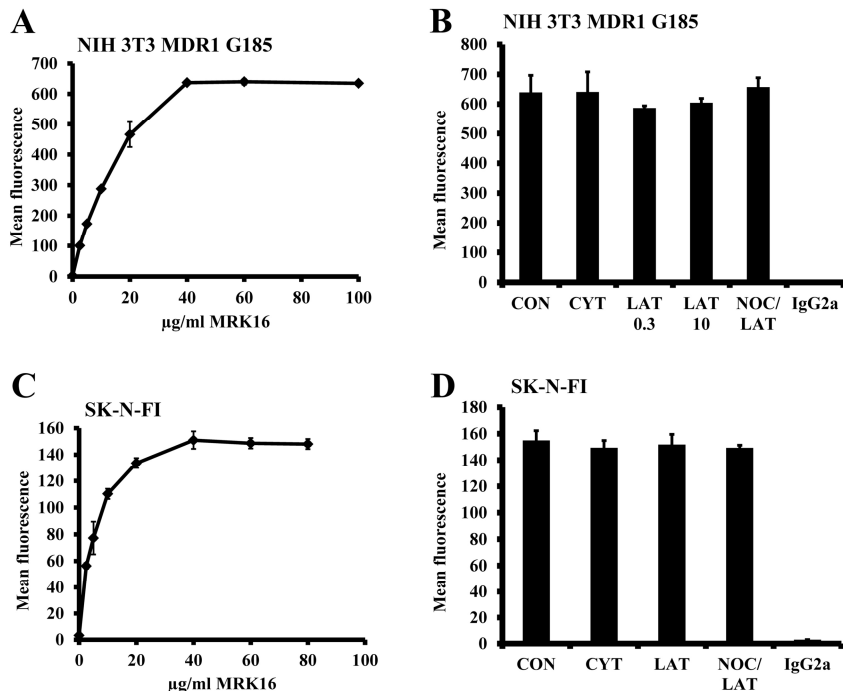 A
NIH 3T3 MDR1 G185
Mean fluorescence
700
600
500
400
300
200
100
0
0 20 40 60 80 100
µg/ml MRK16
B
NIH 3T3 MDR1 G185
Mean fluorescence
800
700
600
500
400
300
200
100
0
CON CYT LAT LAT NOC/ IgG2a
0.3 10 LAT
C
SK-N-FI
Mean fluorescence
160
140
120
100
80
60
40
20
0
0 20 40 60 80 100
µg/ml MRK16
D
SK-N-FI
Mean fluorescence
180
160
140
120
100
80
60
40
20
0
CON CYT LAT NOC/ IgG2a
LAT